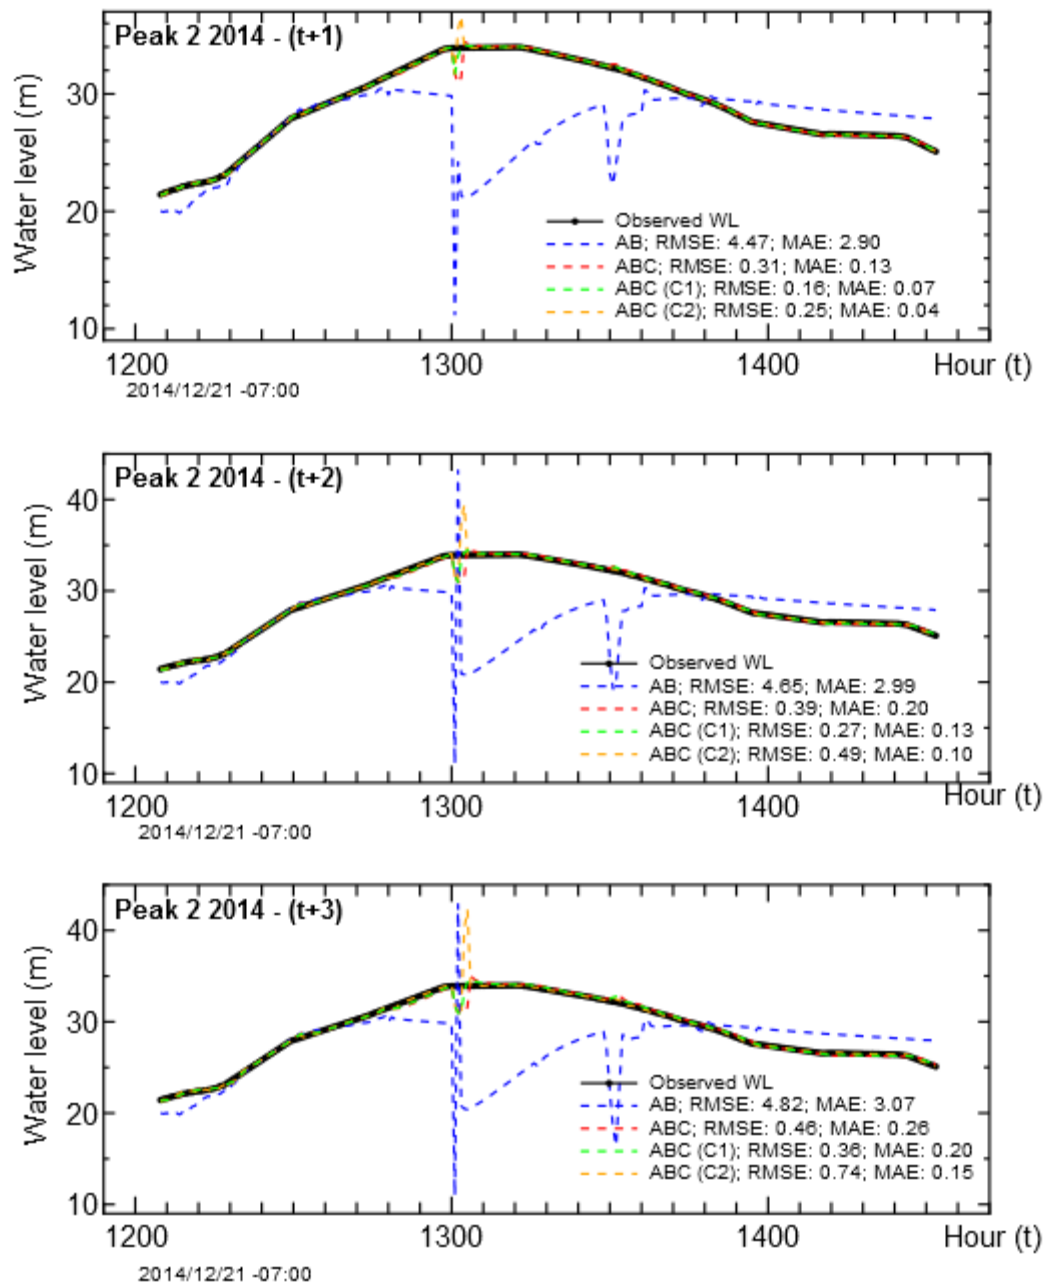 Peak 2 2014 - (t+1)
Water level (m)
30
20
10
Observed WL
AB; RMSE: 4.47; MAE: 2.90
ABC; RMSE: 0.31; MAE: 0.13
ABC (C1); RMSE: 0.16; MAE: 0.07
ABC (C2); RMSE: 0.25; MAE: 0.04
1200 1300 1400 Hour (t)
2014/12/21 -07:00
Peak 2 2014 - (t+2)
Water level (m)
40
30
20
10
Observed WL
AB; RMSE: 4.65; MAE: 2.99
ABC; RMSE: 0.39; MAE: 0.20
ABC (C1); RMSE: 0.27; MAE: 0.13
ABC (C2); RMSE: 0.49; MAE: 0.10
1200 1300 1400 Hour (t)
2014/12/21 -07:00
Peak 2 2014 - (t+3)
Water level (m)
40
30
20
10
Observed WL
AB; RMSE: 4.82; MAE: 3.07
ABC; RMSE: 0.46; MAE: 0.26
ABC (C1); RMSE: 0.36; MAE: 0.20
ABC (C2); RMSE: 0.74; MAE: 0.15
1200 1300 1400 Hour (t)
2014/12/21 -07:00